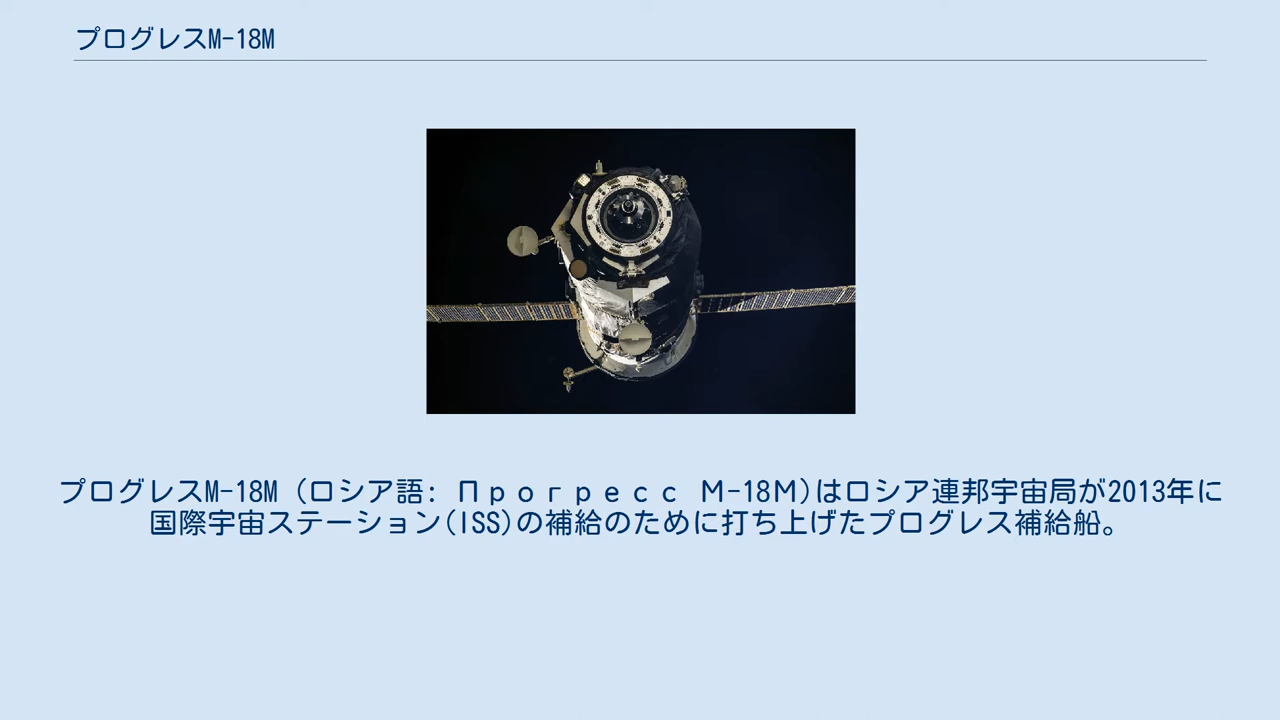 プログレスM-18M
プログレスM-18M (ロシア語: Прогресс М-18М)はロシア連邦宇宙局が2013年に
国際宇宙ステーション(ISS)の補給のために打ち上げたプログレス補給船。